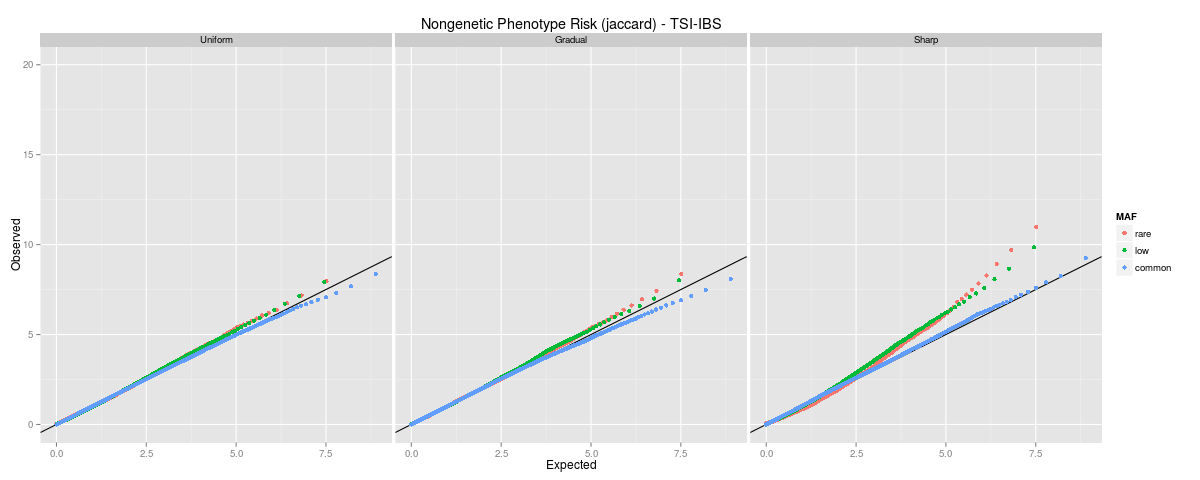 Nongenetic Phenotype Risk (jaccard) - TSI-IBS
Uniform
Gradual
Sharp
20
15
10
5
0
Observed
0.0 2.5 5.0 7.5
0.0 2.5 5.0 7.5
0.0 2.5 5.0 7.5
Expected
MAF
rare
low
common